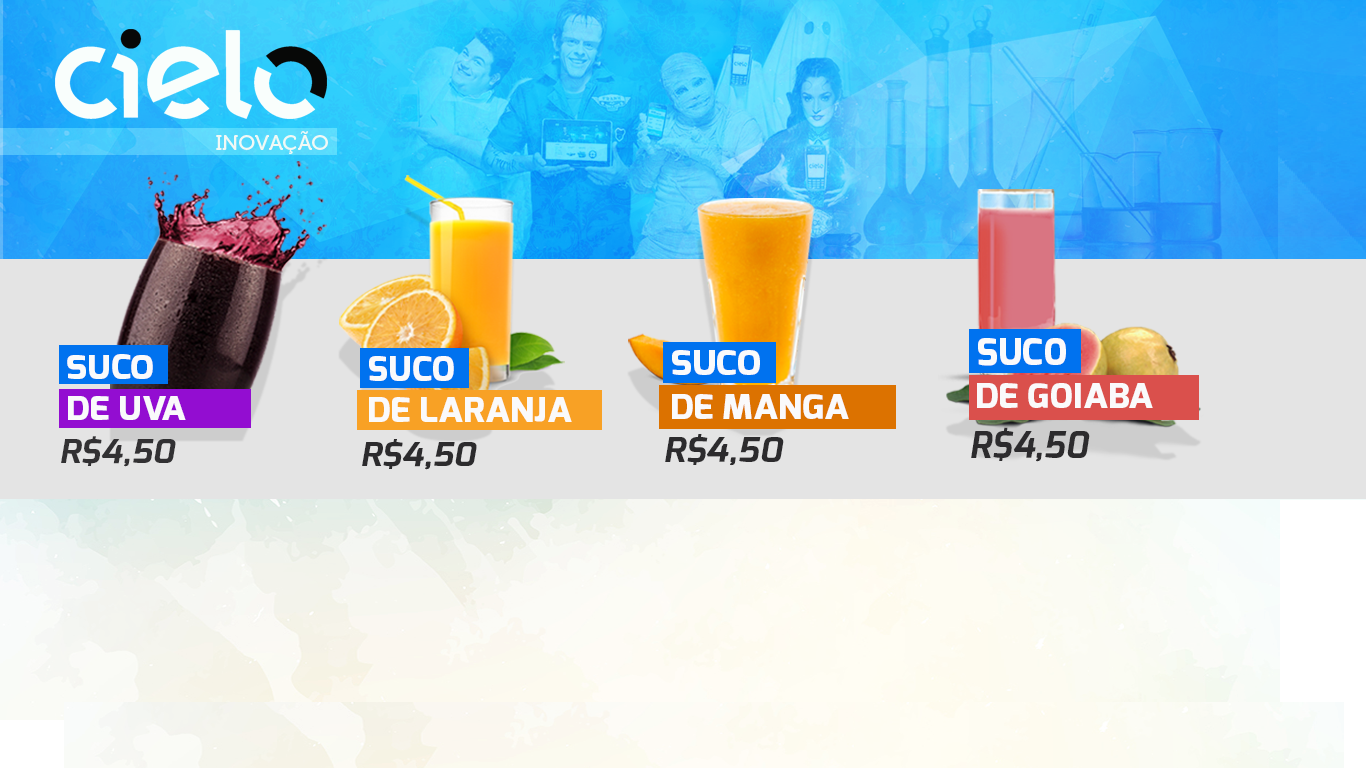 cielo
INOVAÇÃO
cielo
SUCO
DE UVA
R$4,50
SUCO
DE LARANJA
R$4,50
SUCO
DE MANGA
R$4,50
SUCO
DE GOIABA
R$4,50